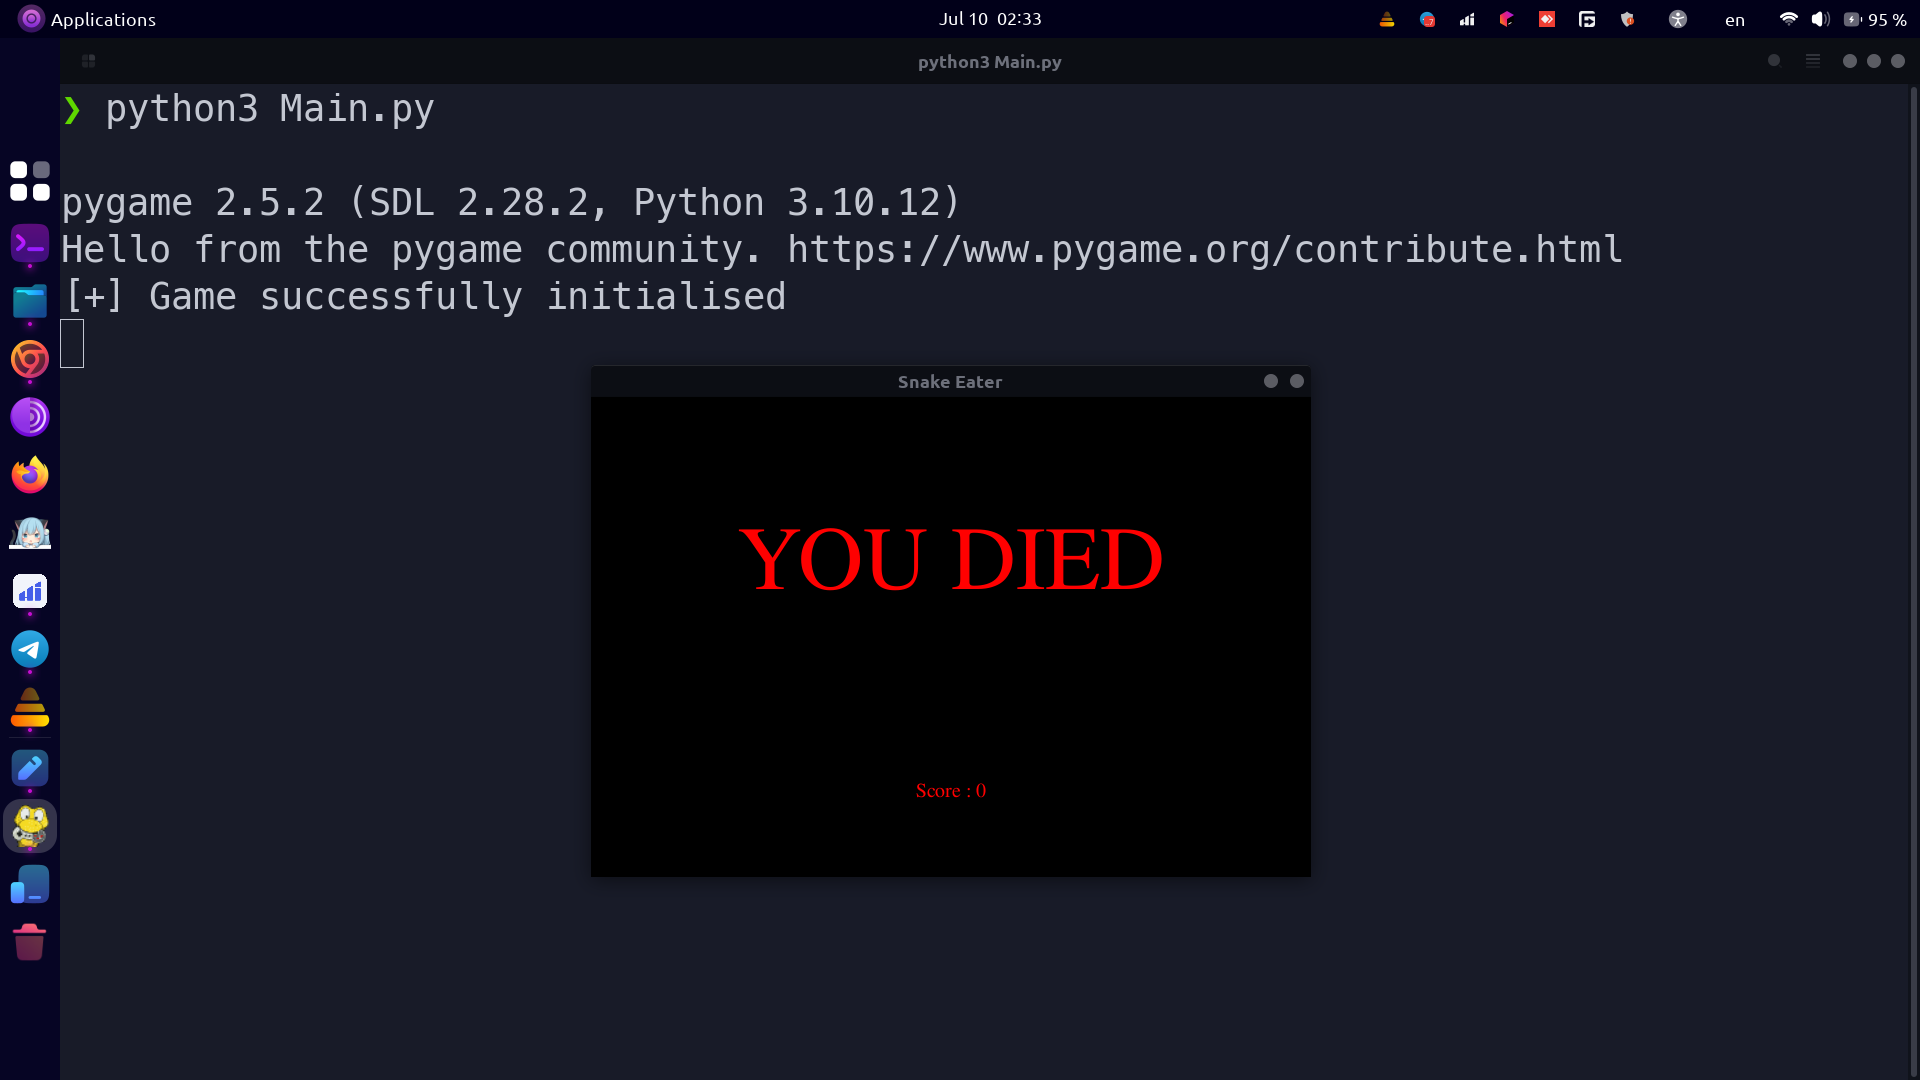 Applications
Jul 10 02:33
en
95 %
python3 Main.py
❯ python3 Main.py
pygame 2.5.2 (SDL 2.28.2, Python 3.10.12)
Hello from the pygame community. https://www.pygame.org/contribute.html
[+] Game successfully initialised
Snake Eater
YOU DIED
Score : 0